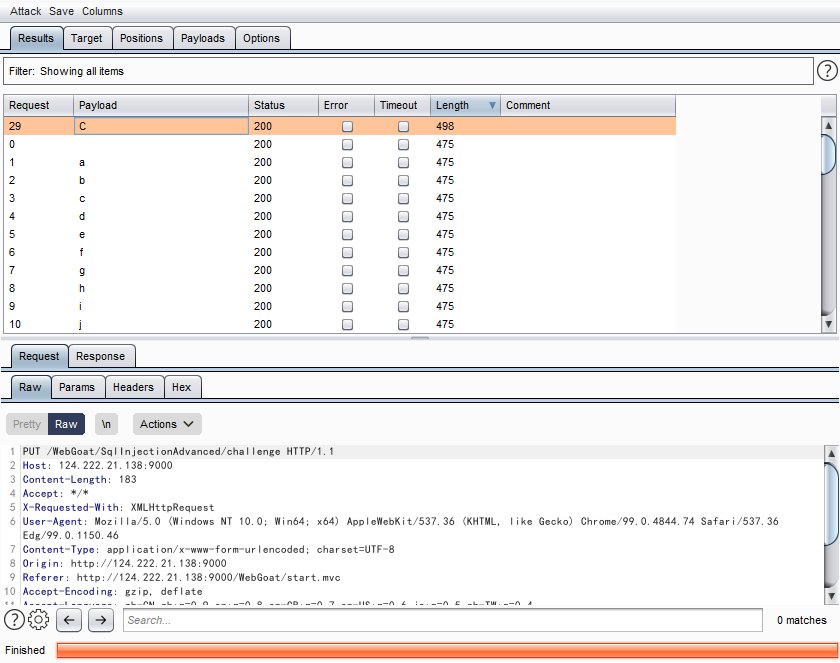 Attack Save Columns
Results Target Positions Payloads Options
Filter: Showing all items
?
Request Payload Status Error Timeout Length Comment
29 C 200 498
0 200 475
1 a 200 475
2 b 200 475
3 c 200 475
4 d 200 475
5 e 200 475
6 f 200 475
7 g 200 475
8 h 200 475
9 i 200 475
10 j 200 475
Request Response
Raw Params Headers Hex
Pretty Raw \n Actions
1 PUT /WebGoat/SqlInjectionAdvanced/challenge HTTP/1.1
2 Host: 124.222.21.138:9000
3 Content-Length: 183
4 Accept: */*
5 X-Requested-With: XMLHttpRequest
6 User-Agent: Mozilla/5.0 (Windows NT 10.0; Win64; x64) AppleWebKit/537.36 (KHTML, like Gecko) Chrome/99.0.4844.74 Safari/537.36
Edg/99.0.1150.46
7 Content-Type: application/x-www-form-urlencoded; charset=UTF-8
8 Origin: http://124.222.21.138:9000
9 Referer: http://124.222.21.138:9000/WebGoat/start.mvc
10 Accept-Encoding: gzip, deflate
? Search... 0 matches
Finished